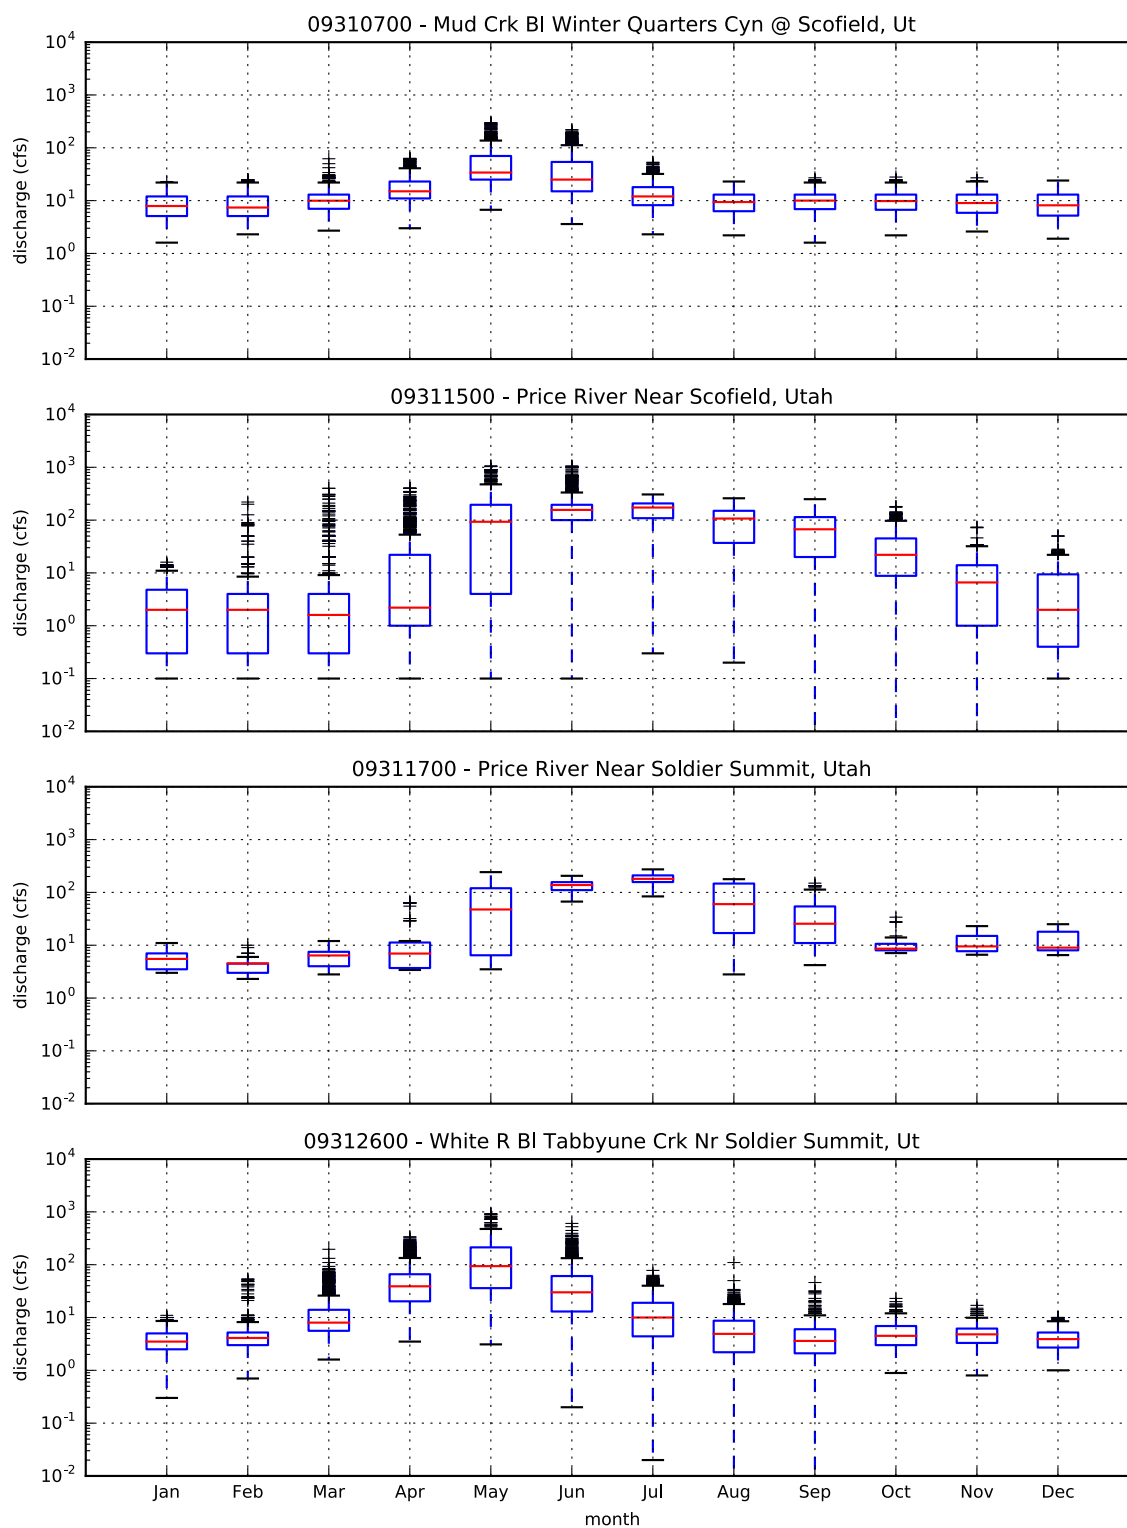 09310700 - Mud Crk Bl Winter Quarters Cyn @ Scofield, Ut
10^4
10^3
10^2
10^1
10^0
10^-1
10^-2
discharge (cfs)
09311500 - Price River Near Scofield, Utah
10^4
10^3
10^2
10^1
10^0
10^-1
10^-2
discharge (cfs)
09311700 - Price River Near Soldier Summit, Utah
10^4
10^3
10^2
10^1
10^0
10^-1
10^-2
discharge (cfs)
09312600 - White R Bl Tabbyune Crk Nr Soldier Summit, Ut
10^4
10^3
10^2
10^1
10^0
10^-1
10^-2
discharge (cfs)
Jan Feb Mar Apr May Jun Jul Aug Sep Oct Nov Dec
month